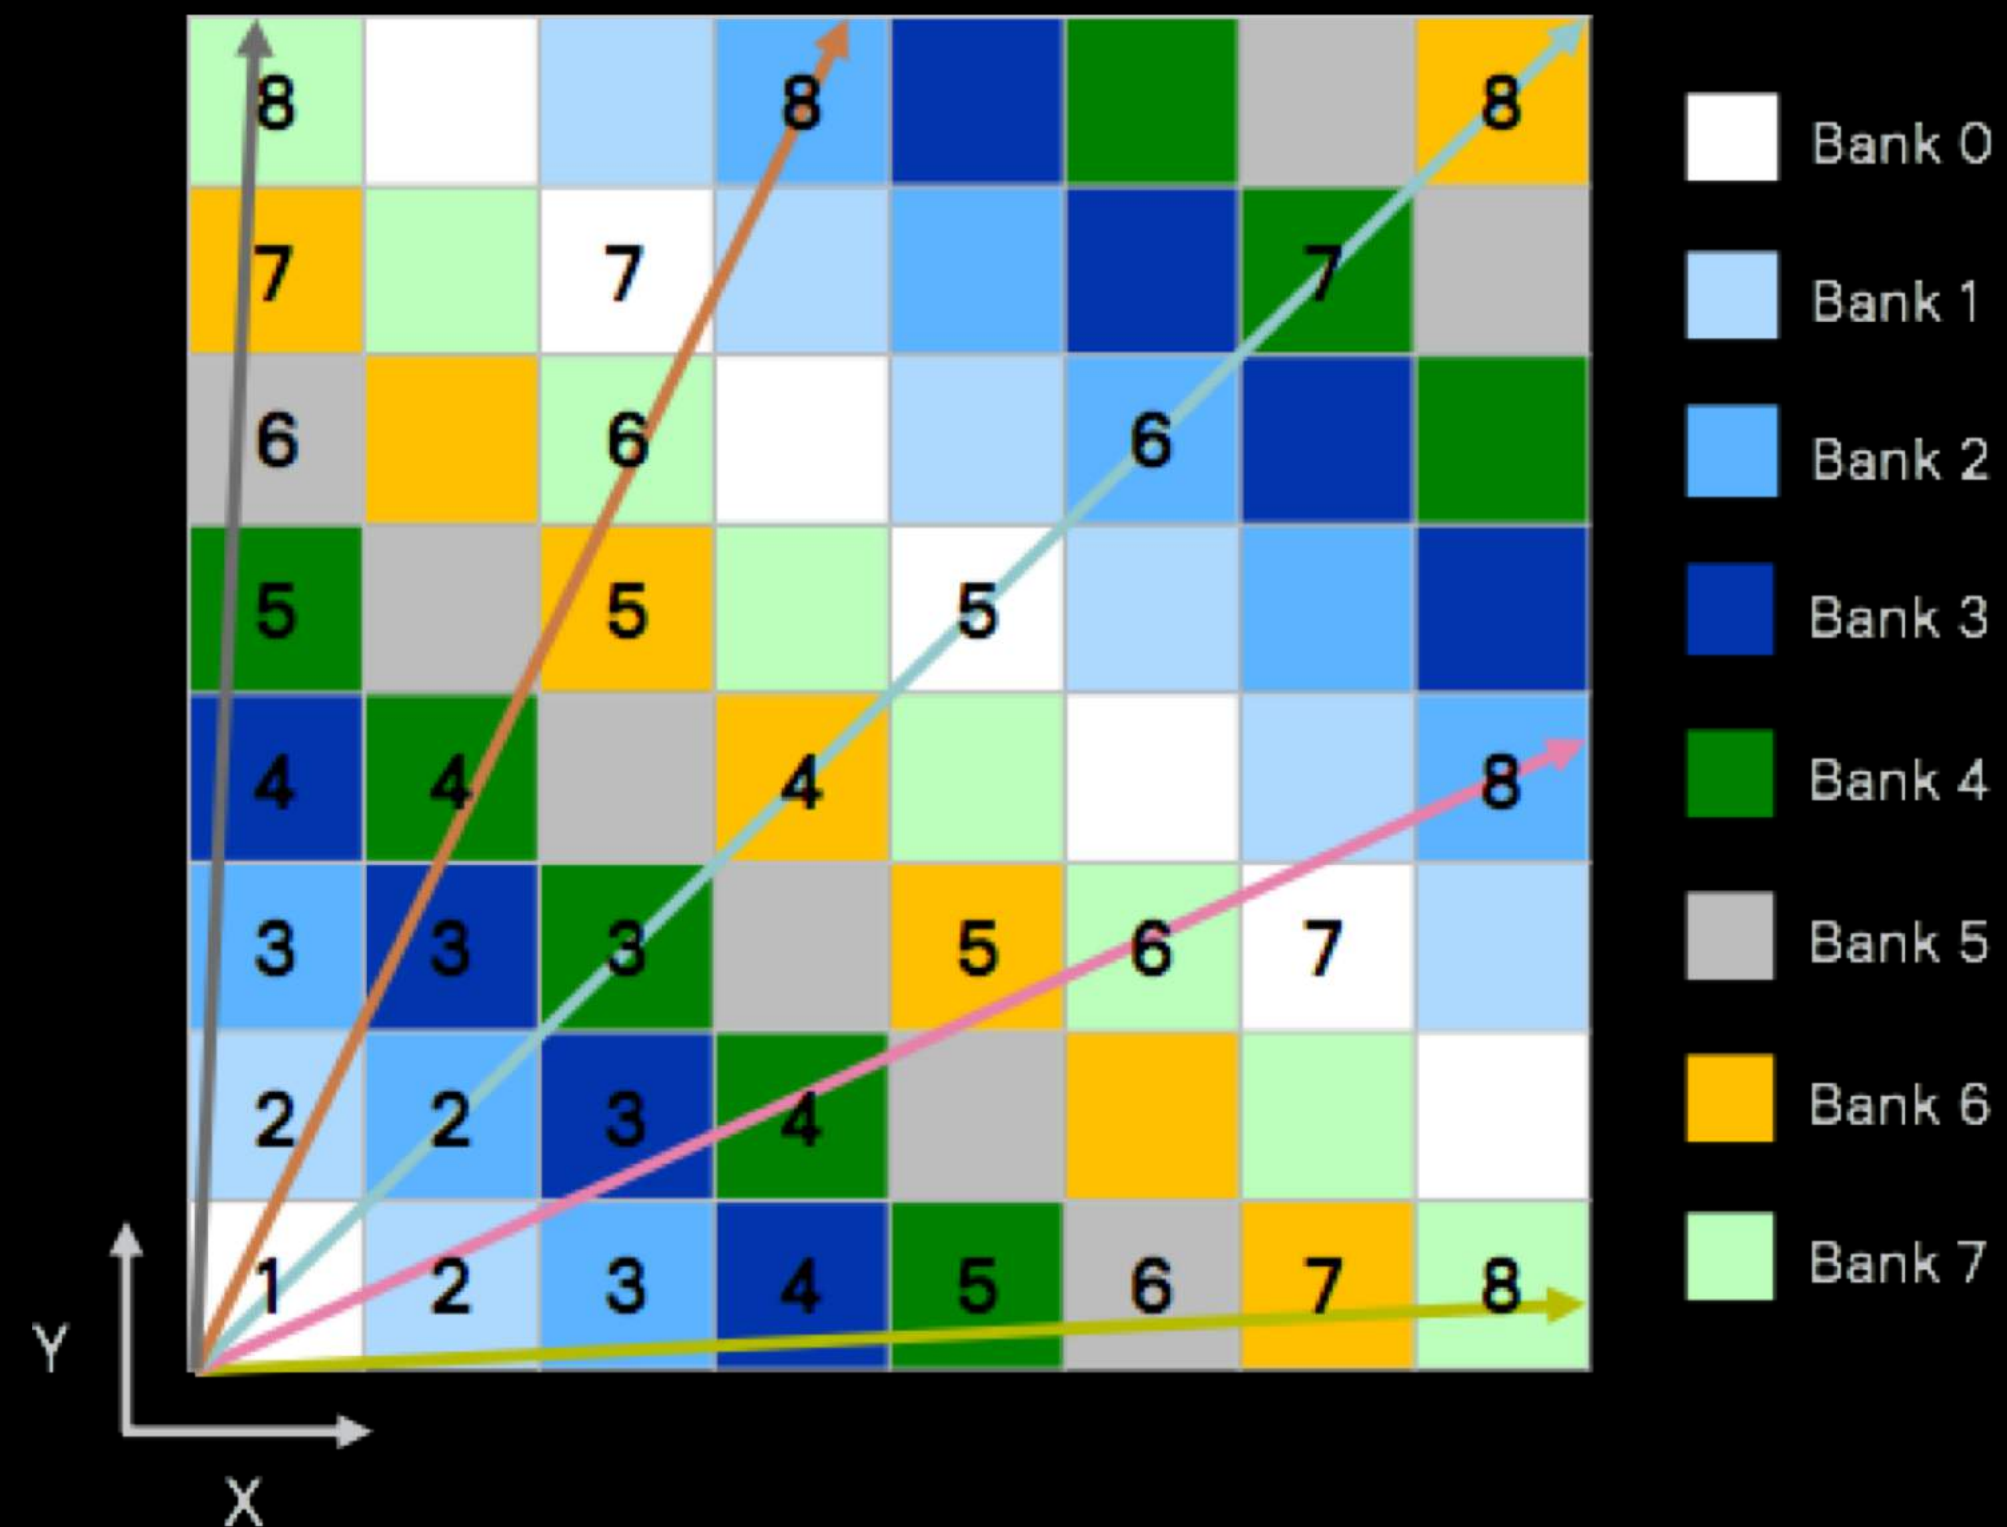 8 8 8
7 7 7
6 6 6
5 5 5
4 4 4 8
3 3 3 5 6 7
2 2 3 4
1 2 3 4 5 6 7 8
Y
X
Bank 0
Bank 1
Bank 2
Bank 3
Bank 4
Bank 5
Bank 6
Bank 7